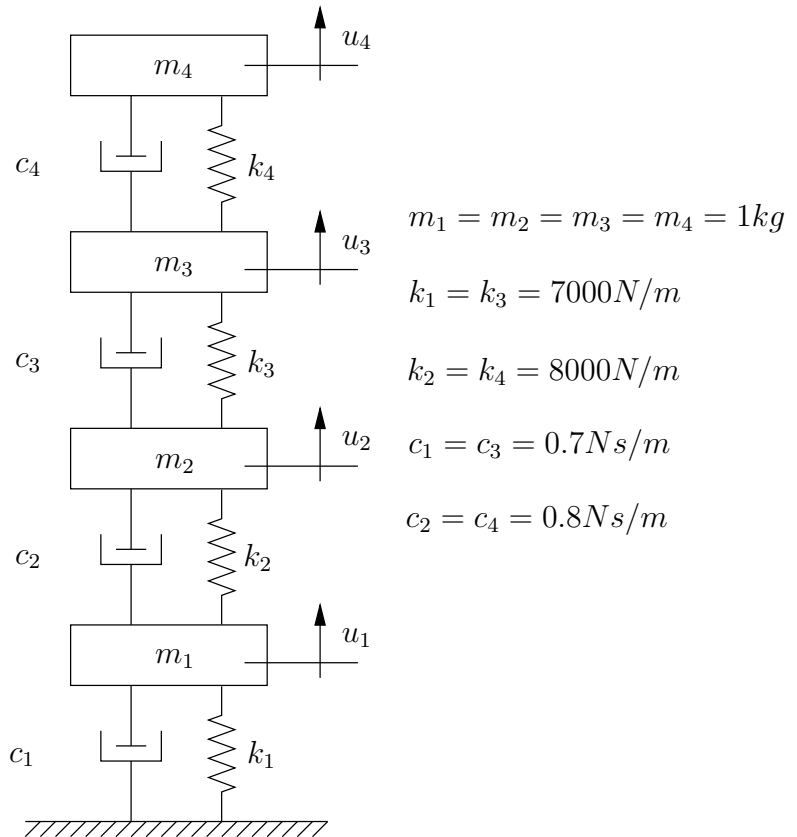 u₄
m₄
c₄
k₄
u₃
m₃
m₁ = m₂ = m₃ = m₄ = 1kg
k₁ = k₃ = 7000N/m
c₃
k₃
k₂ = k₄ = 8000N/m
u₂
m₂
c₁ = c₃ = 0.7Ns/m
c₂ = c₄ = 0.8Ns/m
c₂
k₂
u₁
m₁
c₁
k₁